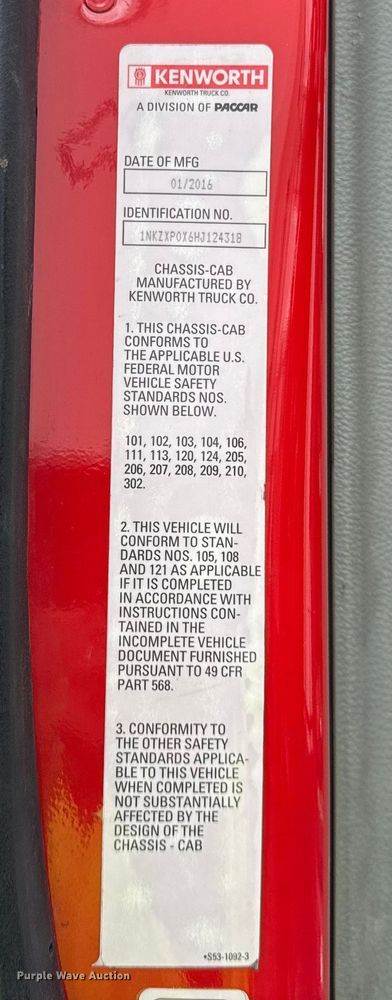 KENWORTH
KENWORTH TRUCK CO.
A DIVISION OF PACCAR
DATE OF MFG
01/2016
IDENTIFICATION NO.
1NKZXP0X6HJ124318
CHASSIS-CAB
MANUFACTURED BY
KENWORTH TRUCK CO.
1. THIS CHASSIS-CAB
CONFORMS TO
THE APPLICABLE U.S.
FEDERAL MOTOR
VEHICLE SAFETY
STANDARDS NOS.
SHOWN BELOW.
101, 102, 103, 104, 106,
111, 113, 120, 124, 205,
206, 207, 208, 209, 210,
302.
2. THIS VEHICLE WILL
CONFORM TO STAN-
DARDS NOS. 105, 108
AND 121 AS APPLICABLE
IF IT IS COMPLETED
IN ACCORDANCE WITH
INSTRUCTIONS CON-
TAINED IN THE
INCOMPLETE VEHICLE
DOCUMENT FURNISHED
PURSUANT TO 49 CFR
PART 568.
3. CONFORMITY TO
THE OTHER SAFETY
STANDARDS APPLICA-
BLE TO THIS VEHICLE
WHEN COMPLETED IS
NOT SUBSTANTIALLY
AFFECTED BY THE
DESIGN OF THE
CHASSIS - CAB
*S53-1092-3
Purple Wave Auction